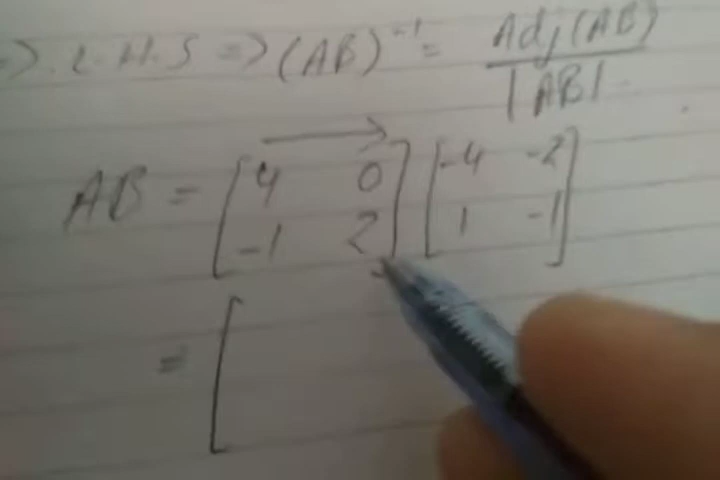 => L.H.S => (AB)^-1 = Adj(AB) / |AB|
AB = [4 0] [-4 -2]
[-1 2] [1 -1]
= [